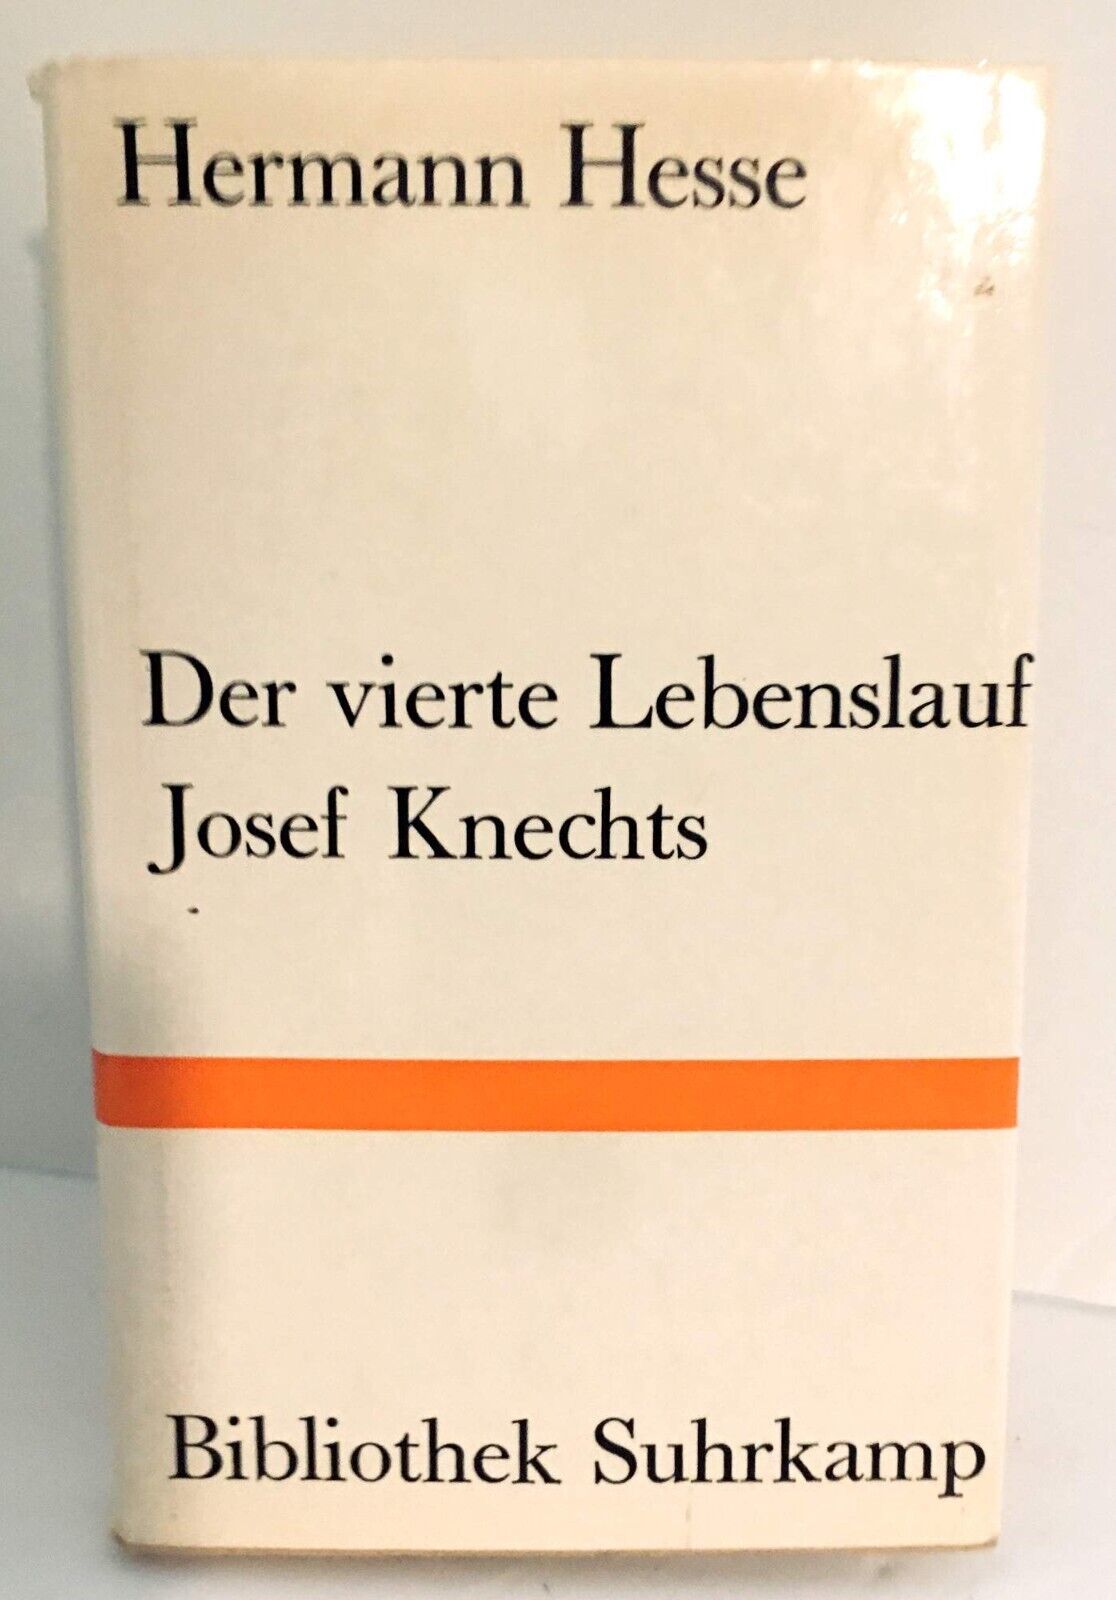 Hermann Hesse
Der vierte Lebenslauf
Josef Knechts
Bibliothek Suhrkamp